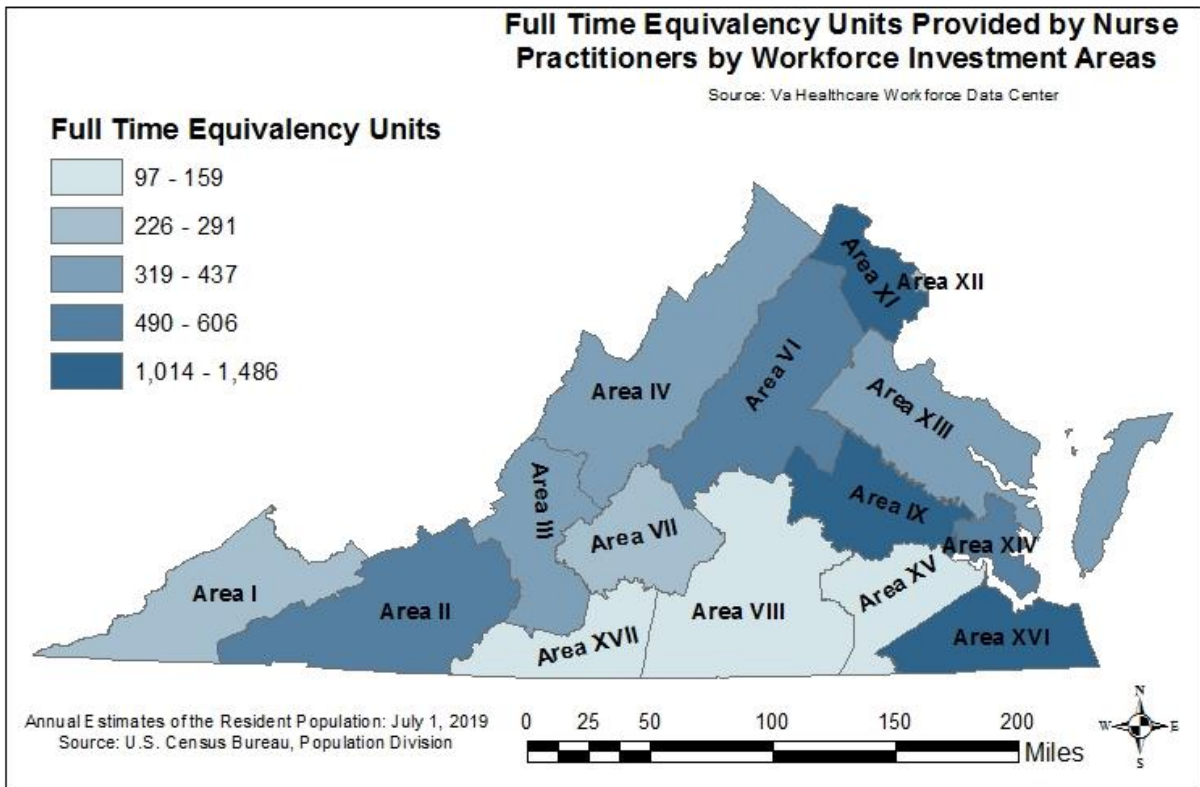 Full Time Equivalency Units Provided by Nurse
Practitioners by Workforce Investment Areas
Source: Va Healthcare Workforce Data Center
Full Time Equivalency Units
97 - 159
226 - 291
319 - 437
490 - 606
1,014 - 1,486
Area XI
Area XII
Area VI
Area IV
Area XIII
Area III
Area IX
Area VII
Area XIV
Area XV
Area I
Area II
Area VIII
Area XVII
Area XVI
Annual Estimates of the Resident Population: July 1, 2019
Source: U.S. Census Bureau, Population Division
0 25 50 100 150 200
Miles
N
W E
S